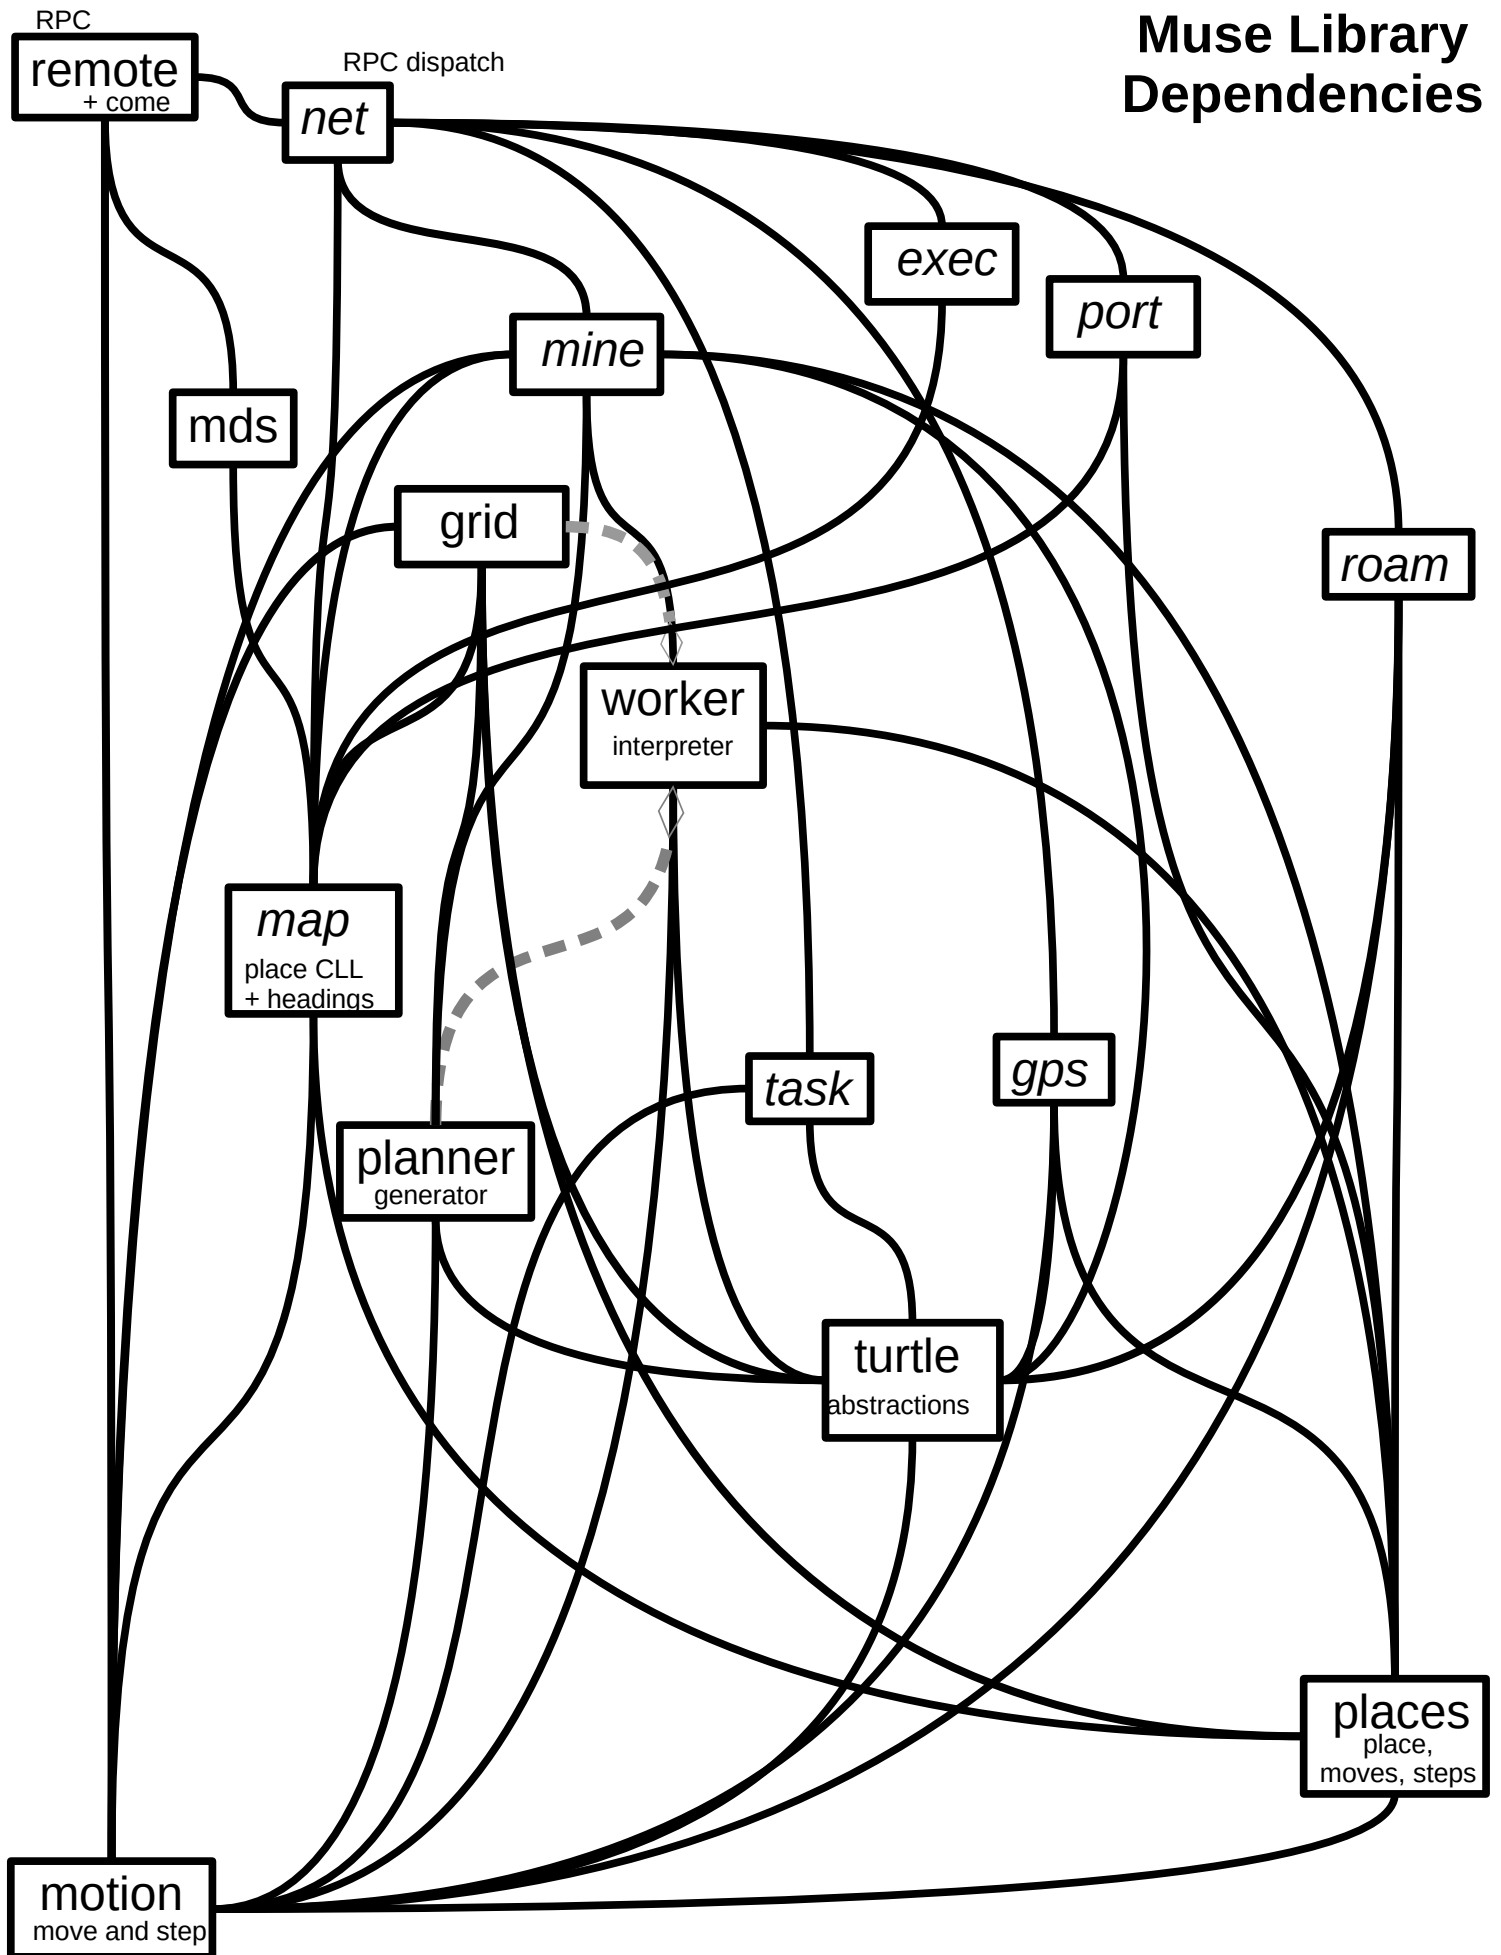 RPC
Muse Library
Dependencies
remote
+ come
RPC dispatch
net
exec
port
mine
mds
grid
roam
worker
interpreter
map
place CLL
+ headings
task
gps
planner
generator
turtle
abstractions
places
place,
moves, steps
motion
move and step